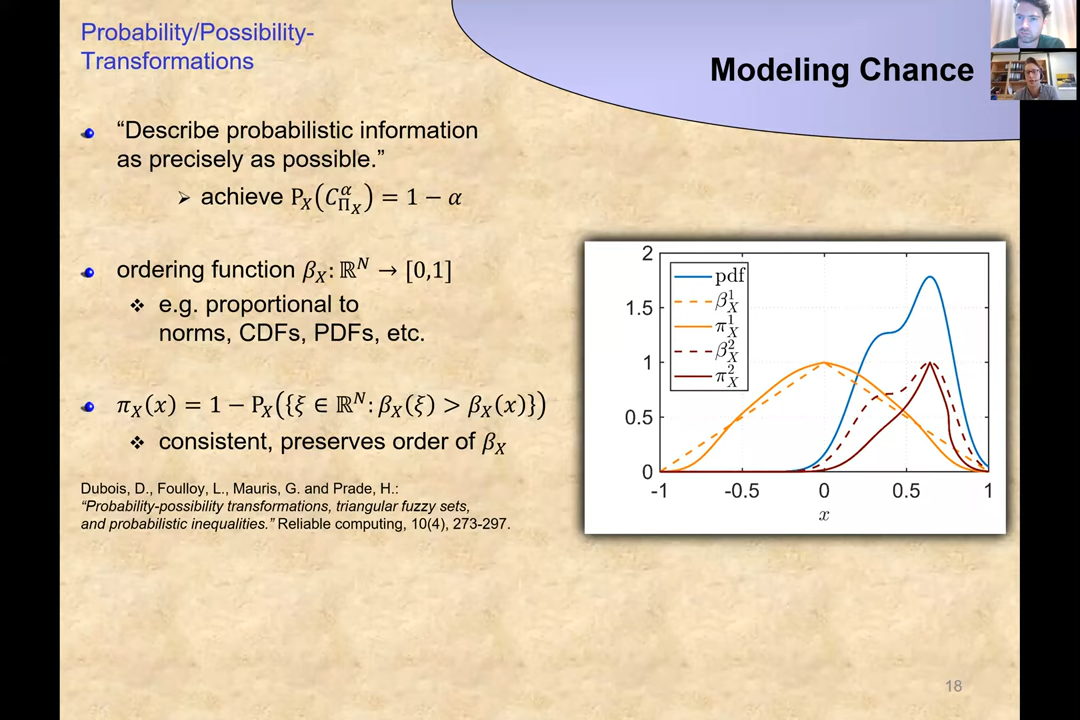 Probability/Possibility-
Transformations
Modeling Chance
“Describe probabilistic information
as precisely as possible.”
achieve P_X(C^α_{Π_X}) = 1 − α
ordering function β_X: ℝ^N → [0,1]
e.g. proportional to
norms, CDFs, PDFs, etc.
π_X(x) = 1 − P_X({ξ ∈ ℝ^N: β_X(ξ) > β_X(x)})
consistent, preserves order of β_X
Dubois, D., Foulloy, L., Mauris, G. and Prade, H.:
“Probability-possibility transformations, triangular fuzzy sets,
and probabilistic inequalities.” Reliable computing, 10(4), 273-297.
2
1.5
1
0.5
0
pdf
β^1_X
π^1_X
β^2_X
π^2_X
-1 -0.5 0 0.5 1
x
18